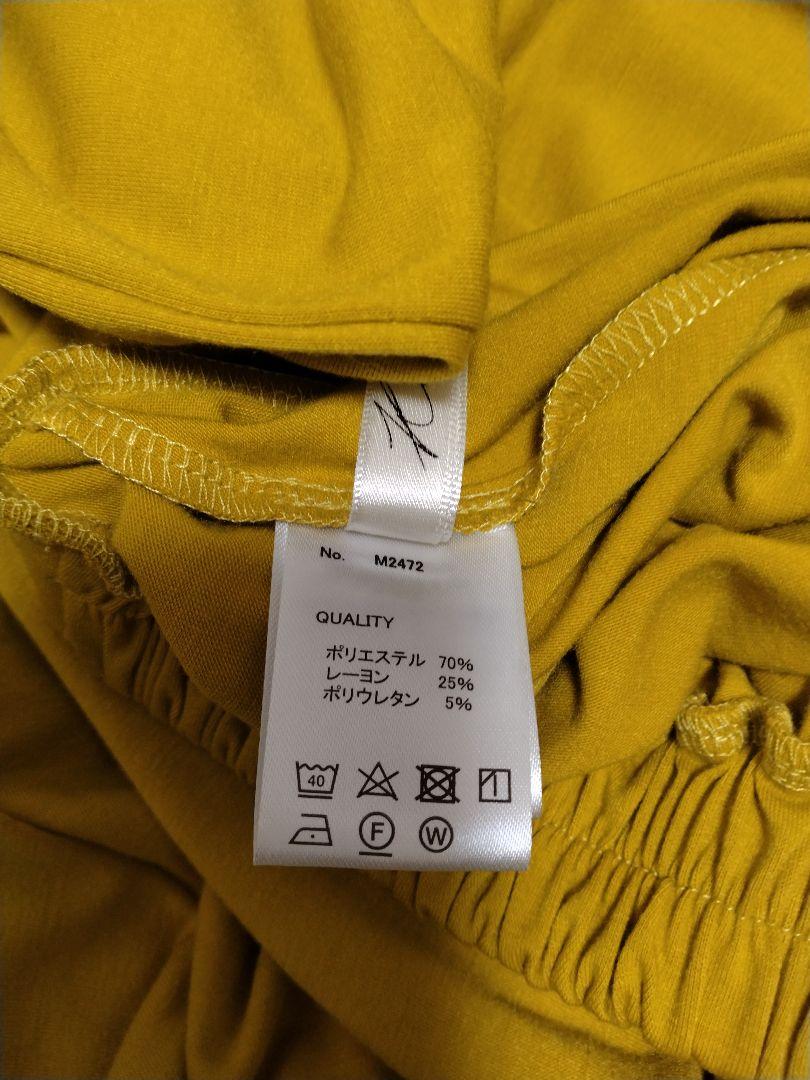 No. M2472
QUALITY
ポリエステル 70%
レーヨン 25%
ポリウレタン 5%
40
F W